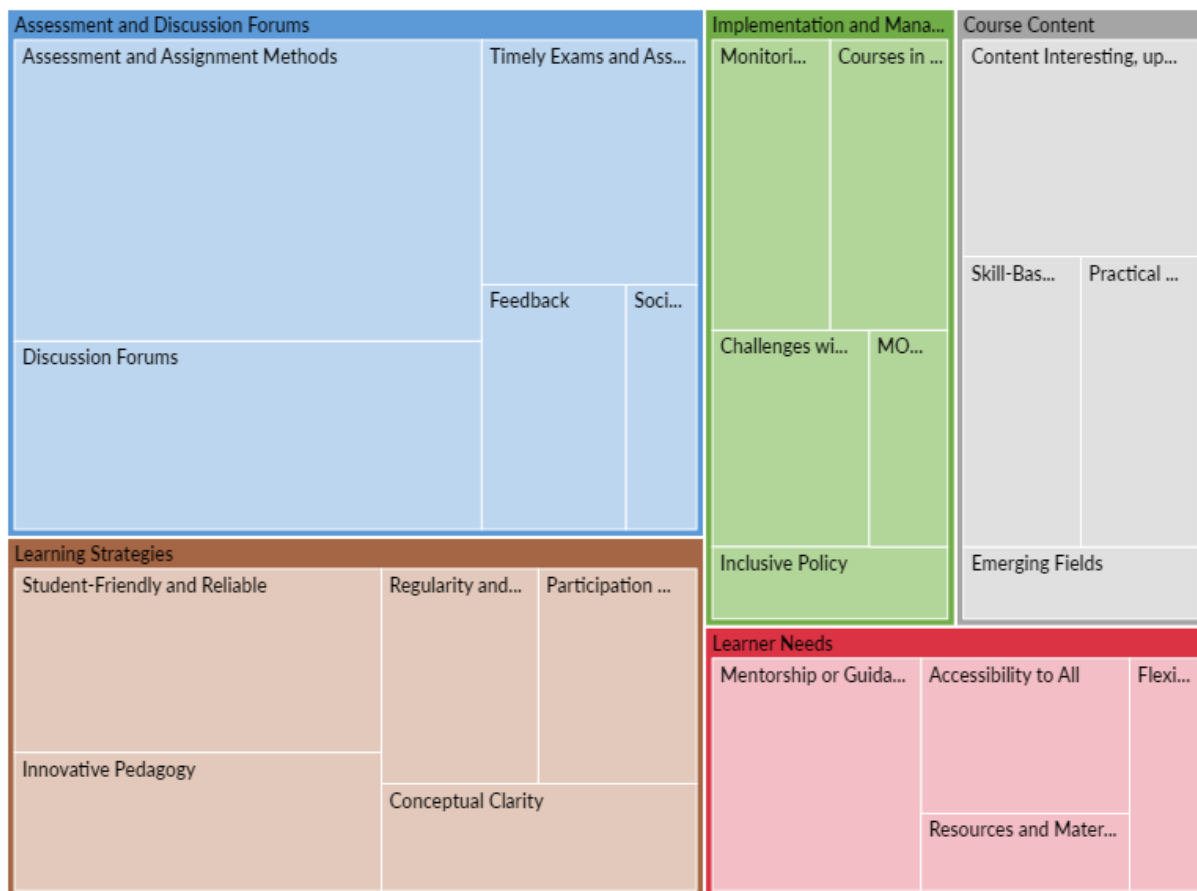 Assessment and Discussion Forums
Assessment and Assignment Methods
Timely Exams and Ass...
Discussion Forums
Feedback
Soci...
Implementation and Mana...
Monitori...
Courses in ...
Challenges wi...
MO...
Inclusive Policy
Course Content
Content Interesting, up...
Skill-Bas...
Practical ...
Emerging Fields
Learning Strategies
Student-Friendly and Reliable
Regularity and...
Participation ...
Innovative Pedagogy
Conceptual Clarity
Learner Needs
Mentorship or Guida...
Accessibility to All
Flexi...
Resources and Mater...